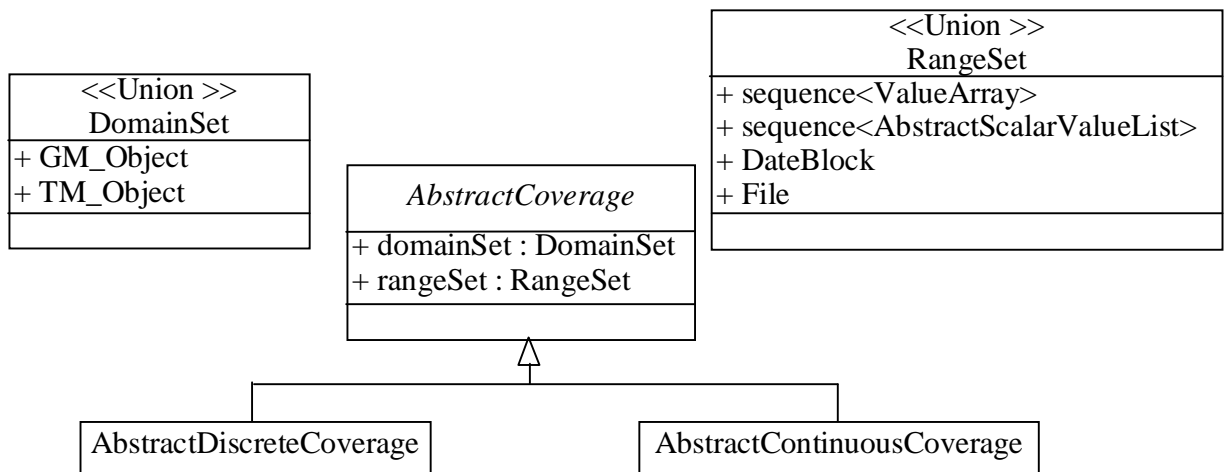 <<Union >>
DomainSet
+ GM_Object
+ TM_Object
AbstractCoverage
+ domainSet : DomainSet
+ rangeSet : RangeSet
<<Union >>
RangeSet
+ sequence<ValueArray>
+ sequence<AbstractScalarValueList>
+ DateBlock
+ File
AbstractDiscreteCoverage
AbstractContinuousCoverage